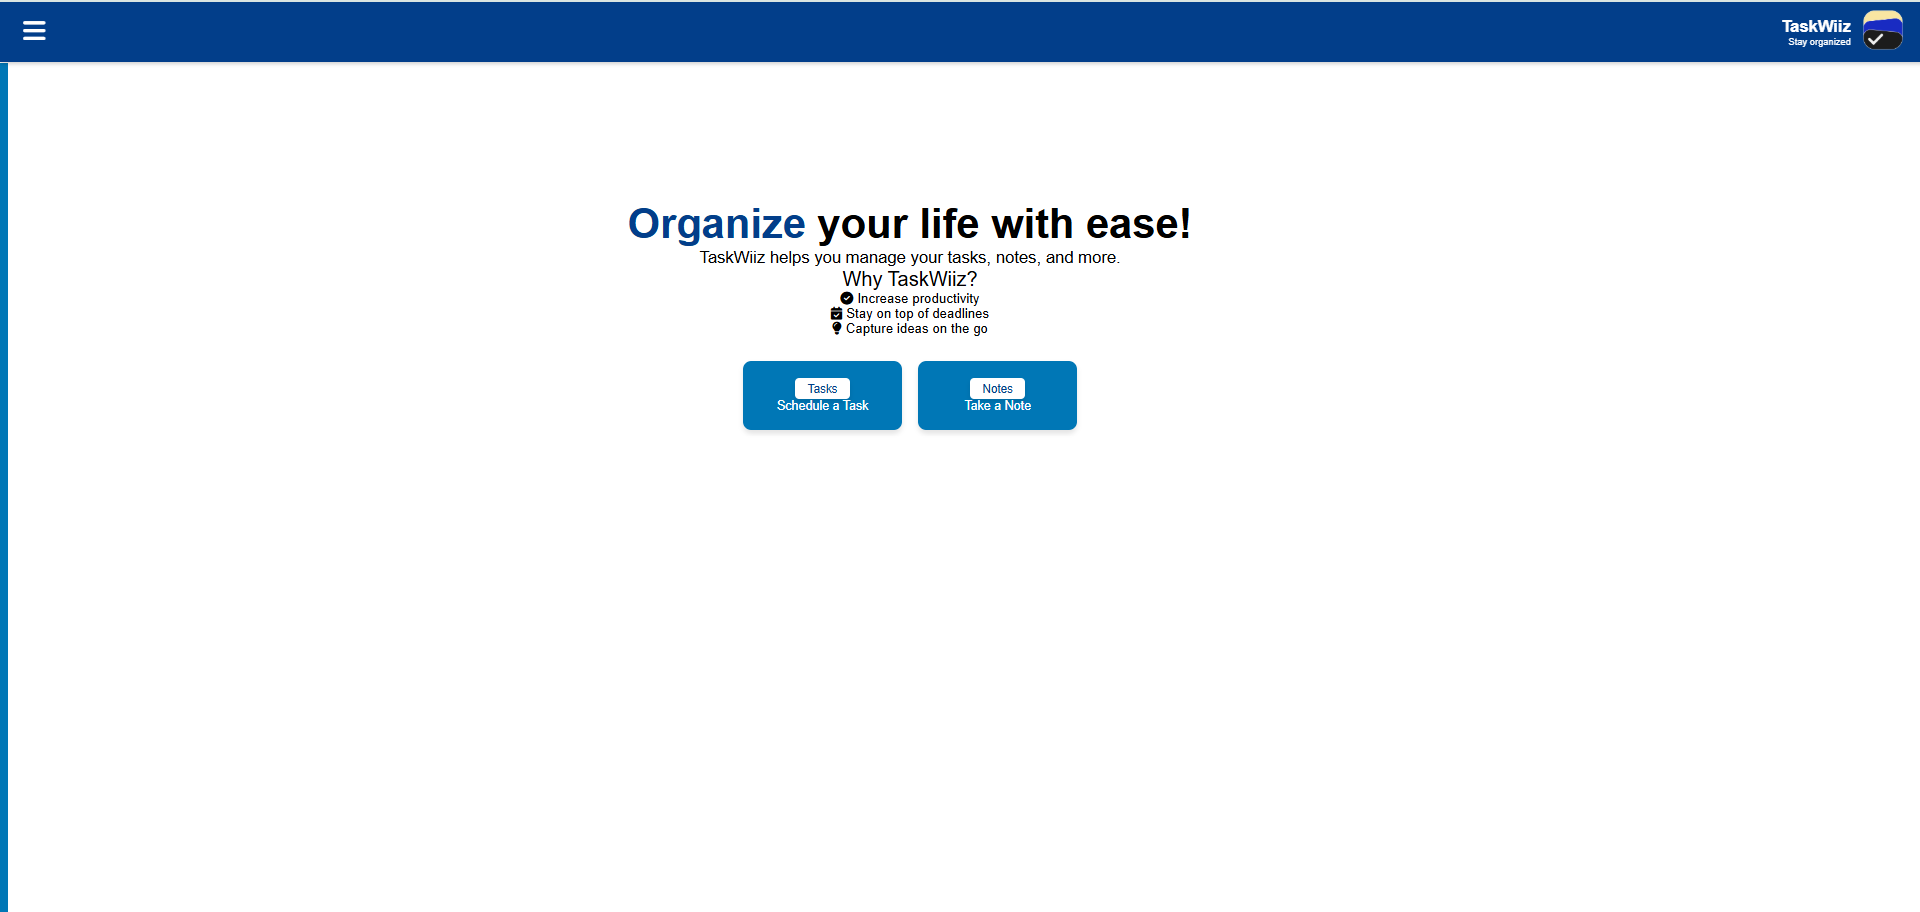 TaskWiiz
Stay organized
Organize your life with ease!
TaskWiiz helps you manage your tasks, notes, and more.
Why TaskWiiz?
Increase productivity
Stay on top of deadlines
Capture ideas on the go
Tasks
Schedule a Task
Notes
Take a Note